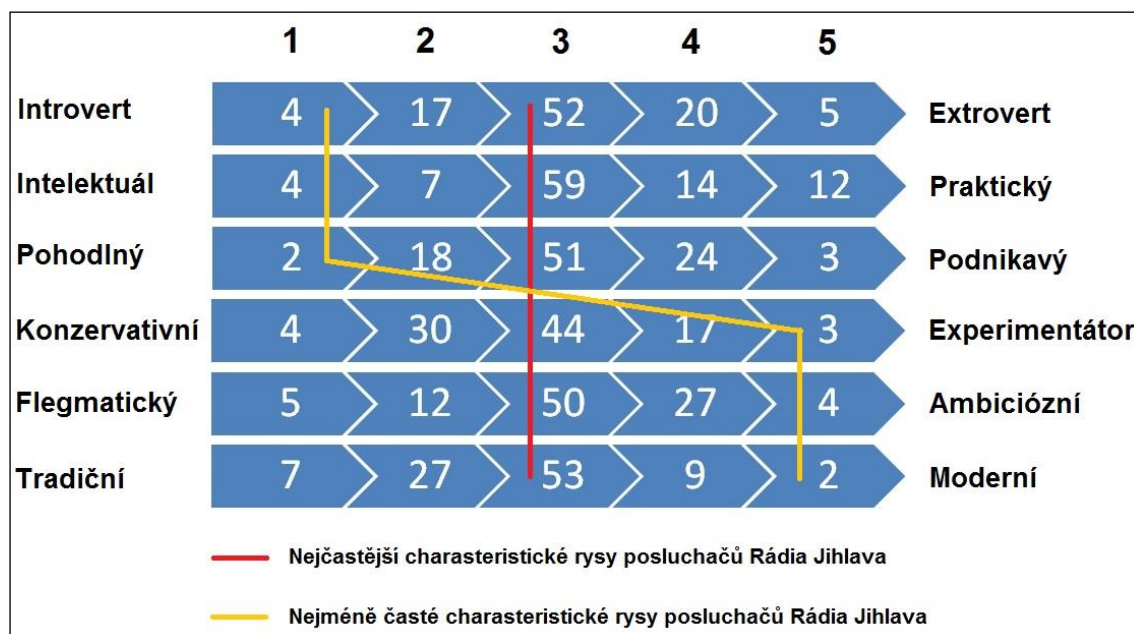 1 2 3 4 5
Introvert 4 17 52 20 5 Extrovert
Intelektuál 4 7 59 14 12 Praktický
Pohodlný 2 18 51 24 3 Podnikavý
Konzervativní 4 30 44 17 3 Experimentátor
Flegmatický 5 12 50 27 4 Ambiciózní
Tradiční 7 27 53 9 2 Moderní
Nejčastější charasteristické rysy posluchačů Rádia Jihlava
Nejméně časté charasteristické rysy posluchačů Rádia Jihlava